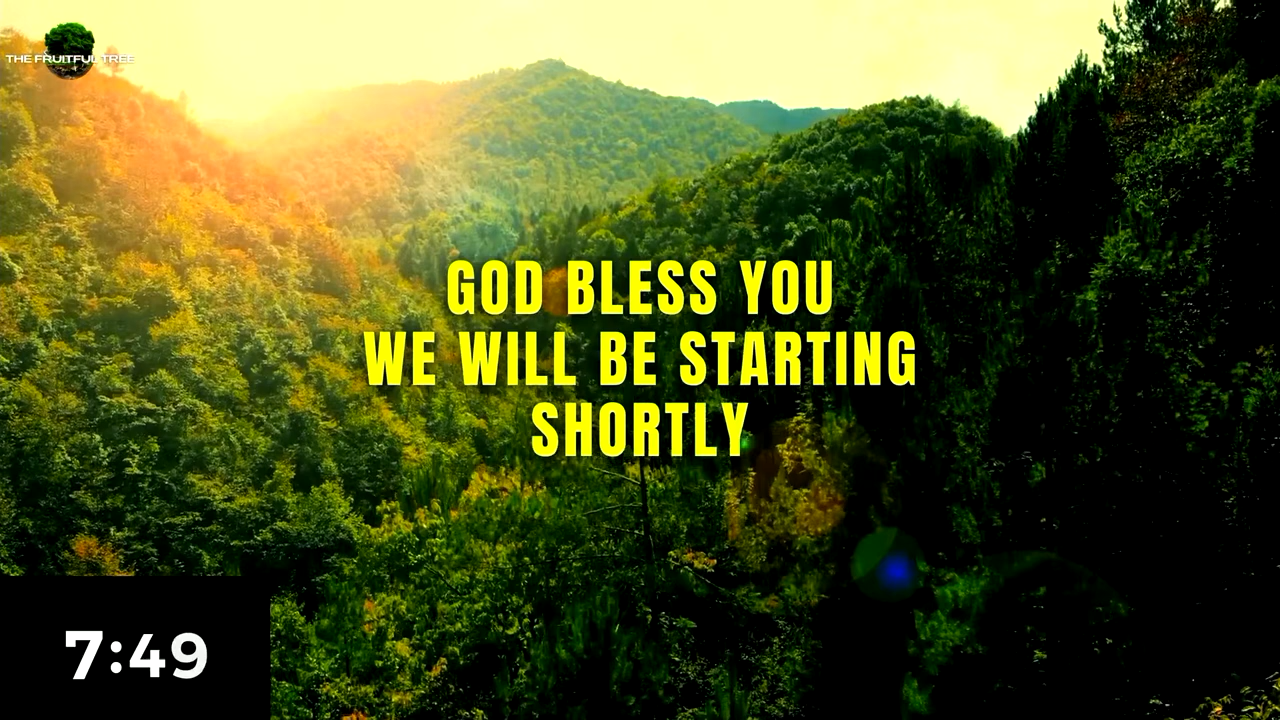 THE FRUITFUL TREE
GOD BLESS YOU
WE WILL BE STARTING
SHORTLY
7:49